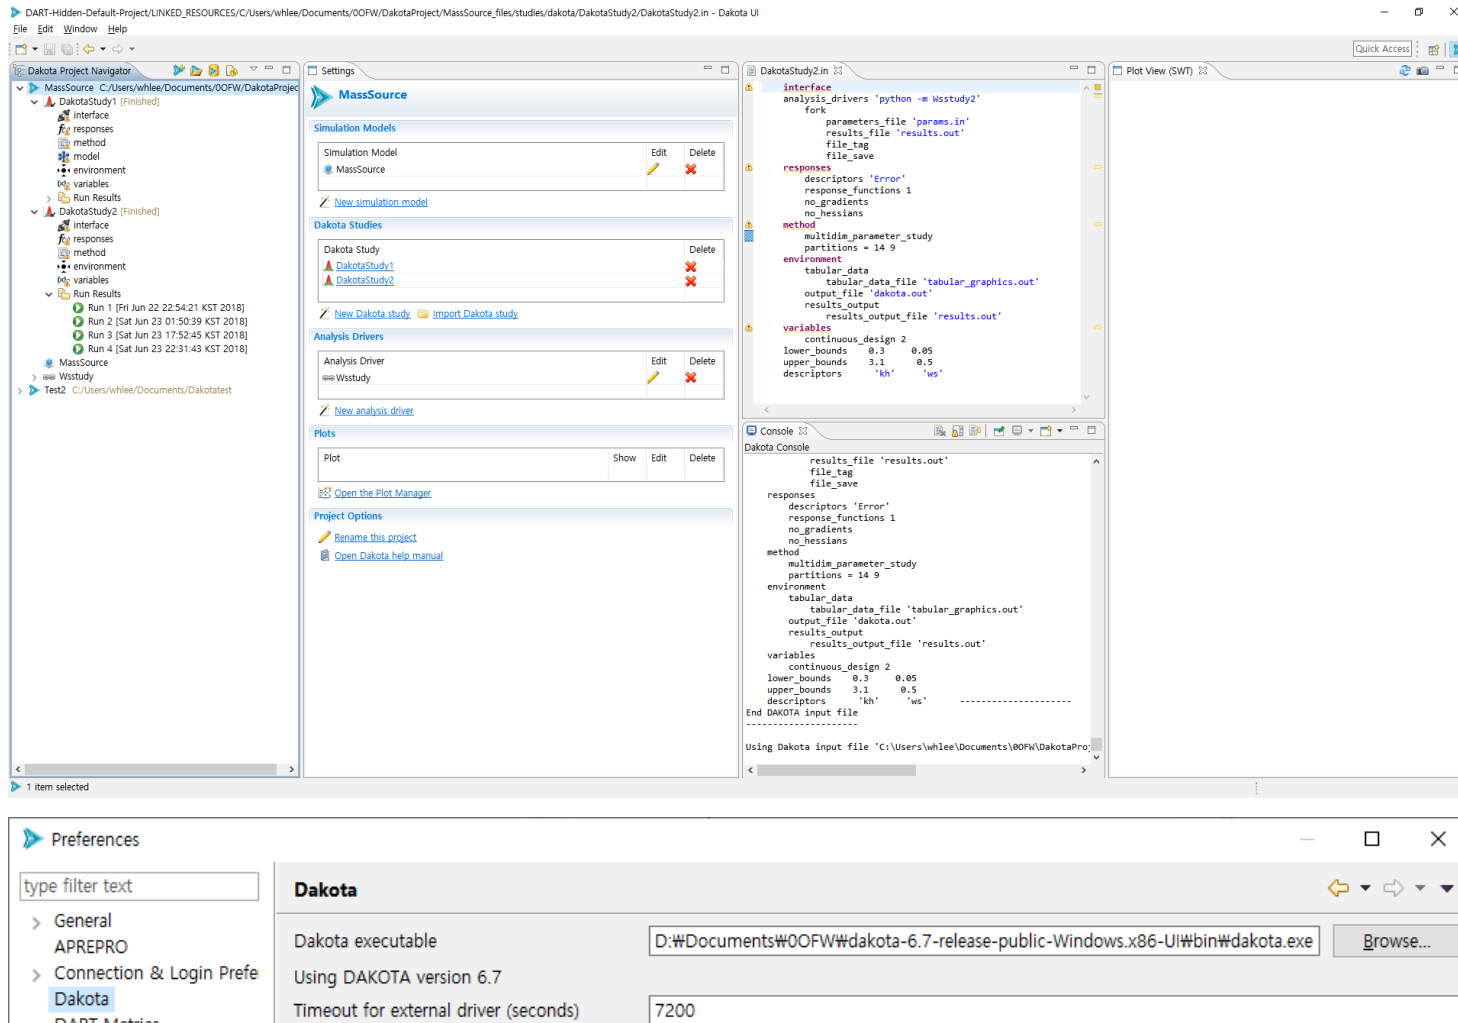 DART-Hidden-Default-Project/LINKED_RESOURCES/C/Users/whlee/Documents/0OFW/DakotaProject/MassSource_files/studies/dakota/DakotaStudy2/DakotaStudy2.in - Dakota UI
File Edit Window Help
Quick Access
Dakota Project Navigator
MassSource C:/Users/whlee/Documents/0OFW/DakotaProjec
DakotaStudy1 [Finished]
interface
responses
method
model
environment
variables
Run Results
DakotaStudy2 [Finished]
interface
responses
method
environment
variables
Run Results
Run 1 [Fri Jun 22 22:54:21 KST 2018]
Run 2 [Sat Jun 23 01:50:39 KST 2018]
Run 3 [Sat Jun 23 17:52:45 KST 2018]
Run 4 [Sat Jun 23 22:31:43 KST 2018]
MassSource
Wsstudy
Test2 C:/Users/whlee/Documents/Dakotatest
1 item selected
Settings
MassSource
Simulation Models
Simulation Model Edit Delete
MassSource
New simulation model
Dakota Studies
Dakota Study Delete
DakotaStudy1
DakotaStudy2
New Dakota study Import Dakota study
Analysis Drivers
Analysis Driver Edit Delete
Wsstudy
New analysis driver
Plots
Plot Show Edit Delete
Open the Plot Manager
Project Options
Rename this project
Open Dakota help manual
DakotaStudy2.in
interface
analysis_drivers 'python -m Wsstudy2'
fork
parameters_file 'params.in'
results_file 'results.out'
file_tag
file_save
responses
descriptors 'Error'
response_functions 1
no_gradients
no_hessians
method
multidim_parameter_study
partitions = 14 9
environment
tabular_data
tabular_data_file 'tabular_graphics.out'
output_file 'dakota.out'
results_output
results_output_file 'results.out'
variables
continuous_design 2
lower_bounds 0.3 0.05
upper_bounds 3.1 0.5
descriptors 'kh' 'ws'
Console
Dakota Console
results_file 'results.out'
file_tag
file_save
responses
descriptors 'Error'
response_functions 1
no_gradients
no_hessians
method
multidim_parameter_study
partitions = 14 9
environment
tabular_data
tabular_data_file 'tabular_graphics.out'
output_file 'dakota.out'
results_output
results_output_file 'results.out'
variables
continuous_design 2
lower_bounds 0.3 0.05
upper_bounds 3.1 0.5
descriptors 'kh' 'ws' ---------------------
End DAKOTA input file
---------------------
Using Dakota input file 'C:\Users\whlee\Documents\0OFW\DakotaProj
Plot View (SWT)
Preferences
type filter text
General
APREPRO
Connection & Login Prefe
Dakota
DART Metrics
Dakota
Dakota executable D:₩Documents₩0OFW₩dakota-6.7-release-public-Windows.x86-UI₩bin₩dakota.exe Browse...
Using DAKOTA version 6.7
Timeout for external driver (seconds) 7200